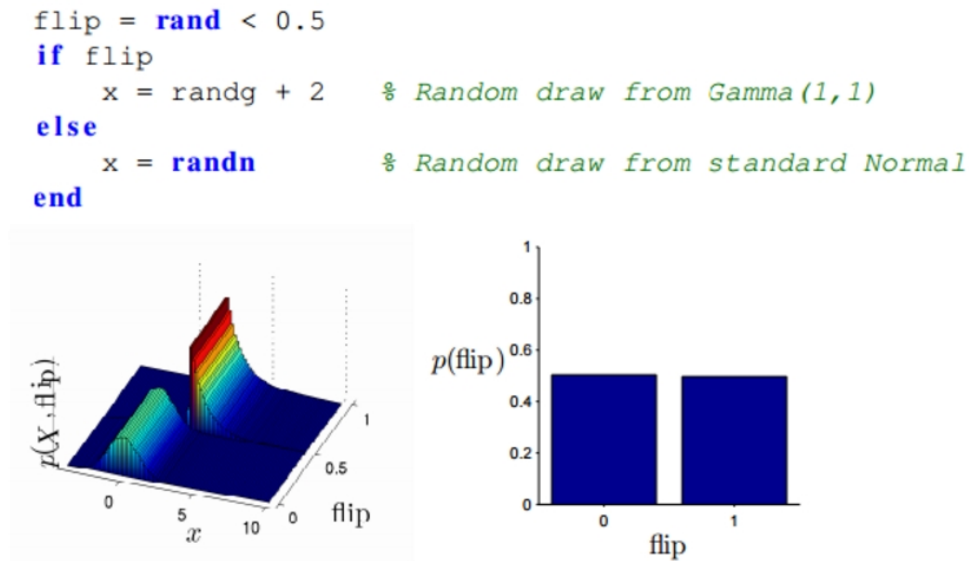 flip = rand < 0.5
if flip
x = randg + 2 % Random draw from Gamma(1,1)
else
x = randn % Random draw from standard Normal
end
p(X,flip)
0
5
10
x
0
0.5
1
flip
1
0.8
0.6
0.4
0.2
0
p(flip)
0 1
flip